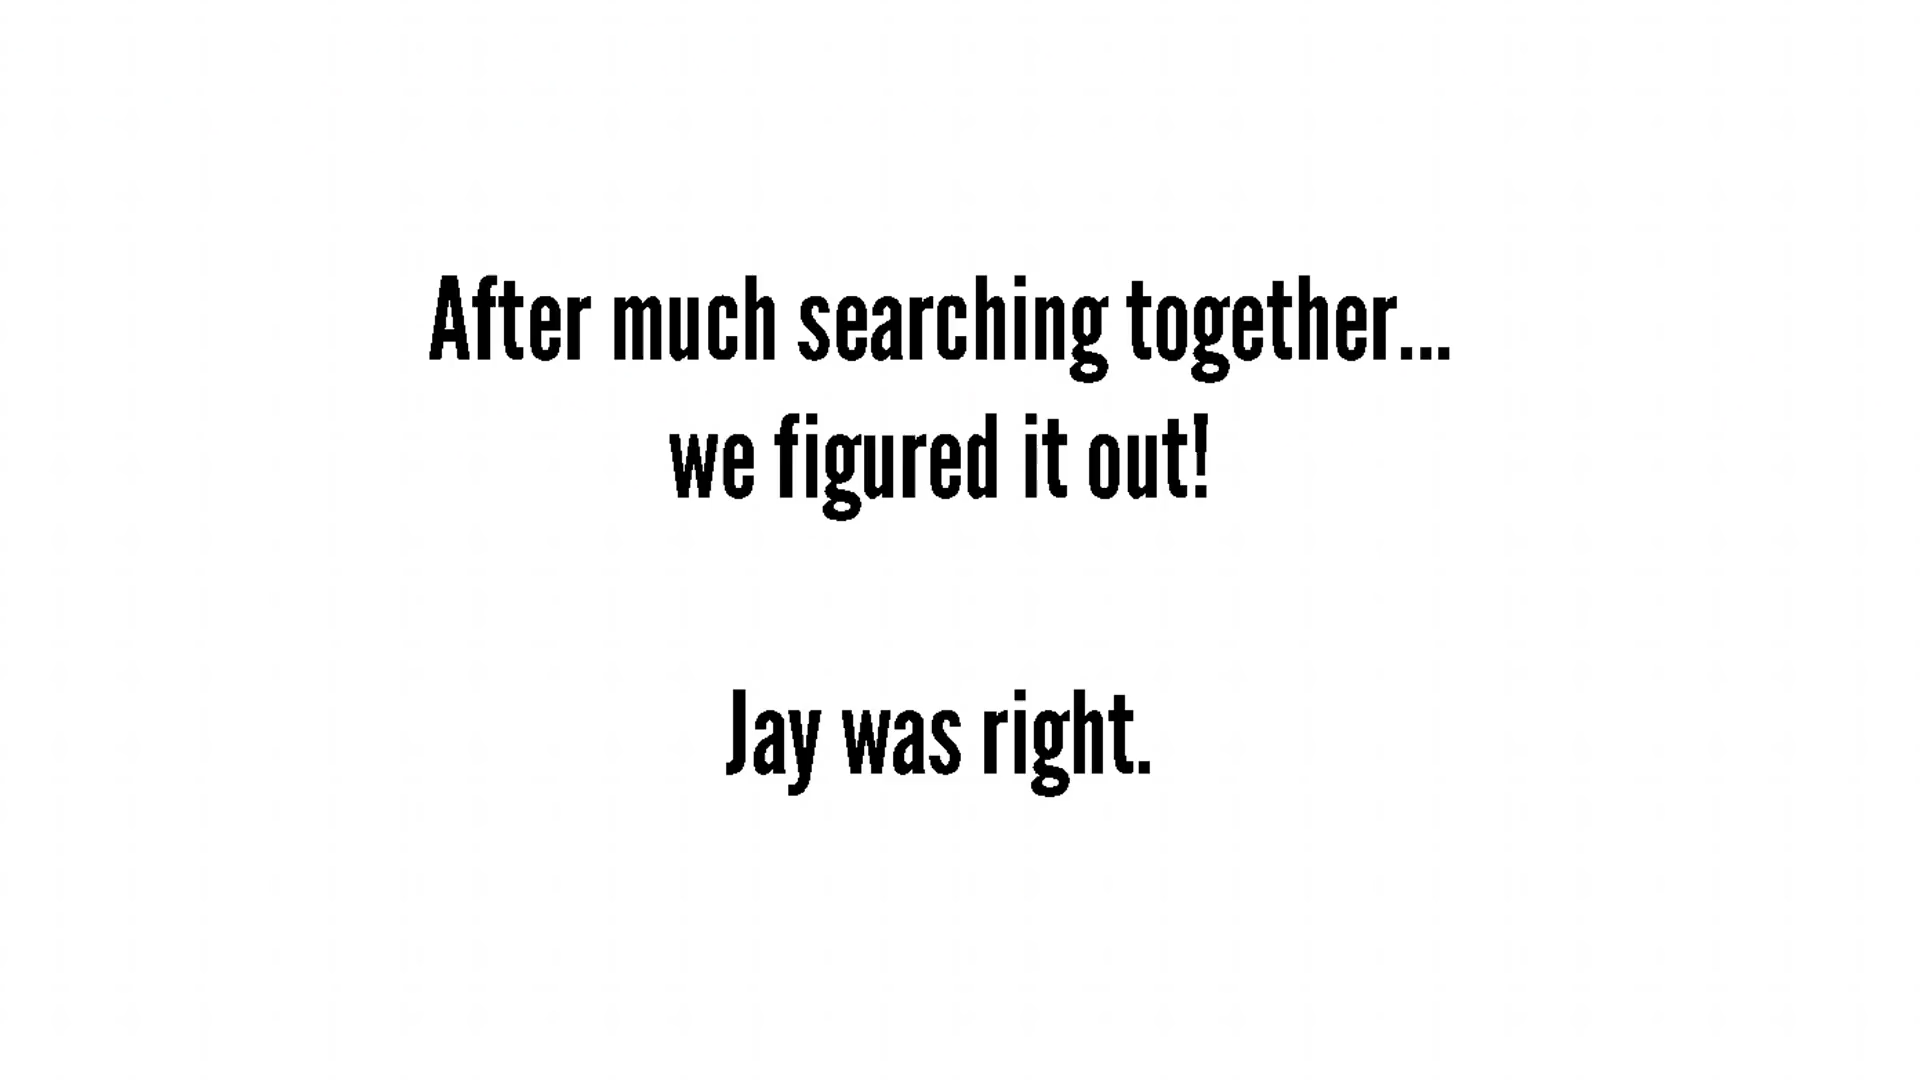 After much searching together...
we figured it out!
Jay was right.